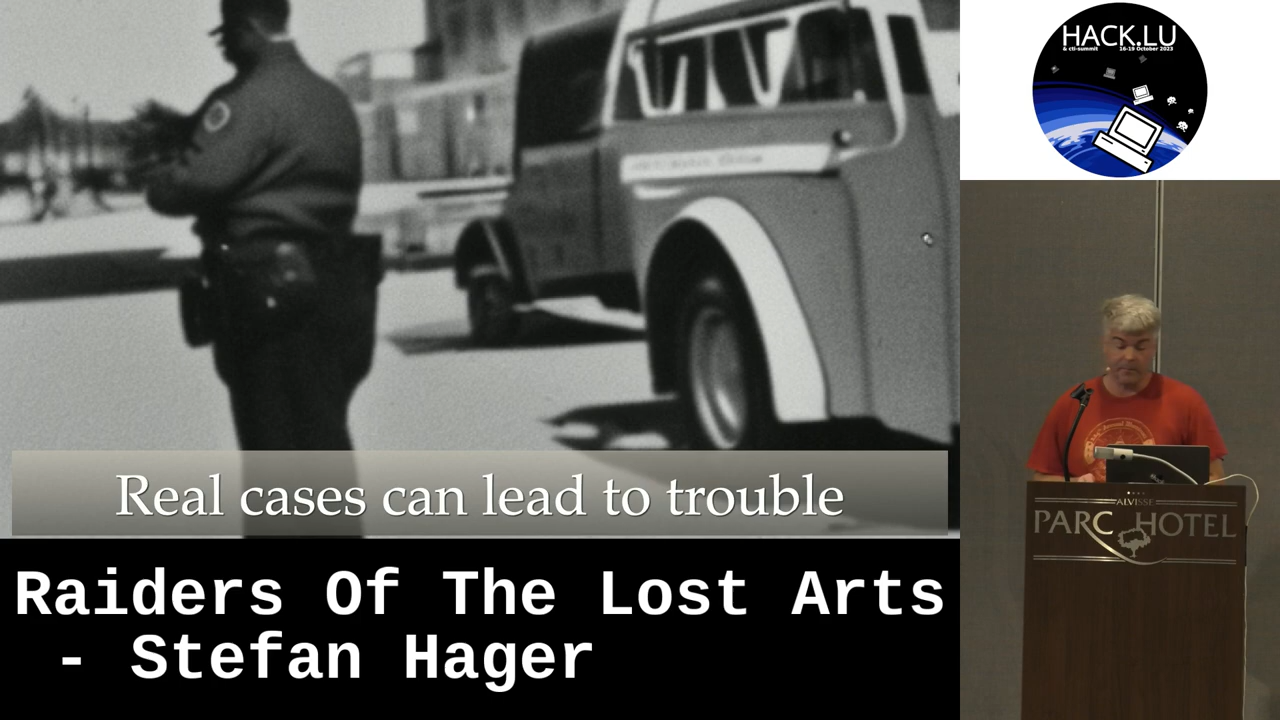 Real cases can lead to trouble
Raiders Of The Lost Arts
- Stefan Hager
HACK.LU
& cti-summit 16-19 October 2023
ALVISSE
PARC HOTEL